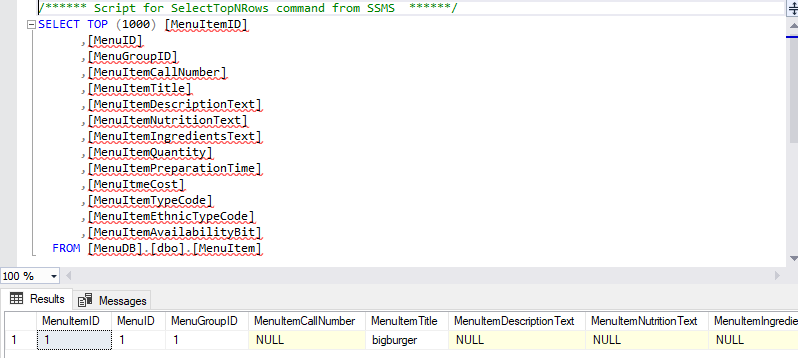 /****** Script for SelectTopNRows command from SSMS  ******/
SELECT TOP (1000) [MenuItemID]
,[MenuID]
,[MenuGroupID]
,[MenuItemCallNumber]
,[MenuItemTitle]
,[MenuItemDescriptionText]
,[MenuItemNutritionText]
,[MenuItemIngredientsText]
,[MenuItemQuantity]
,[MenuItemPreparationTime]
,[MenuItmeCost]
,[MenuItemTypeCode]
,[MenuItemEthnicTypeCode]
,[MenuItemAvailabilityBit]
FROM [MenuDB].[dbo].[MenuItem]
100 %
Results Messages
MenuItemID MenuID MenuGroupID MenuItemCallNumber MenuItemTitle MenuItemDescriptionText MenuItemNutritionText MenuItemIngredie
1 1 1 1 NULL bigburger NULL NULL NULL